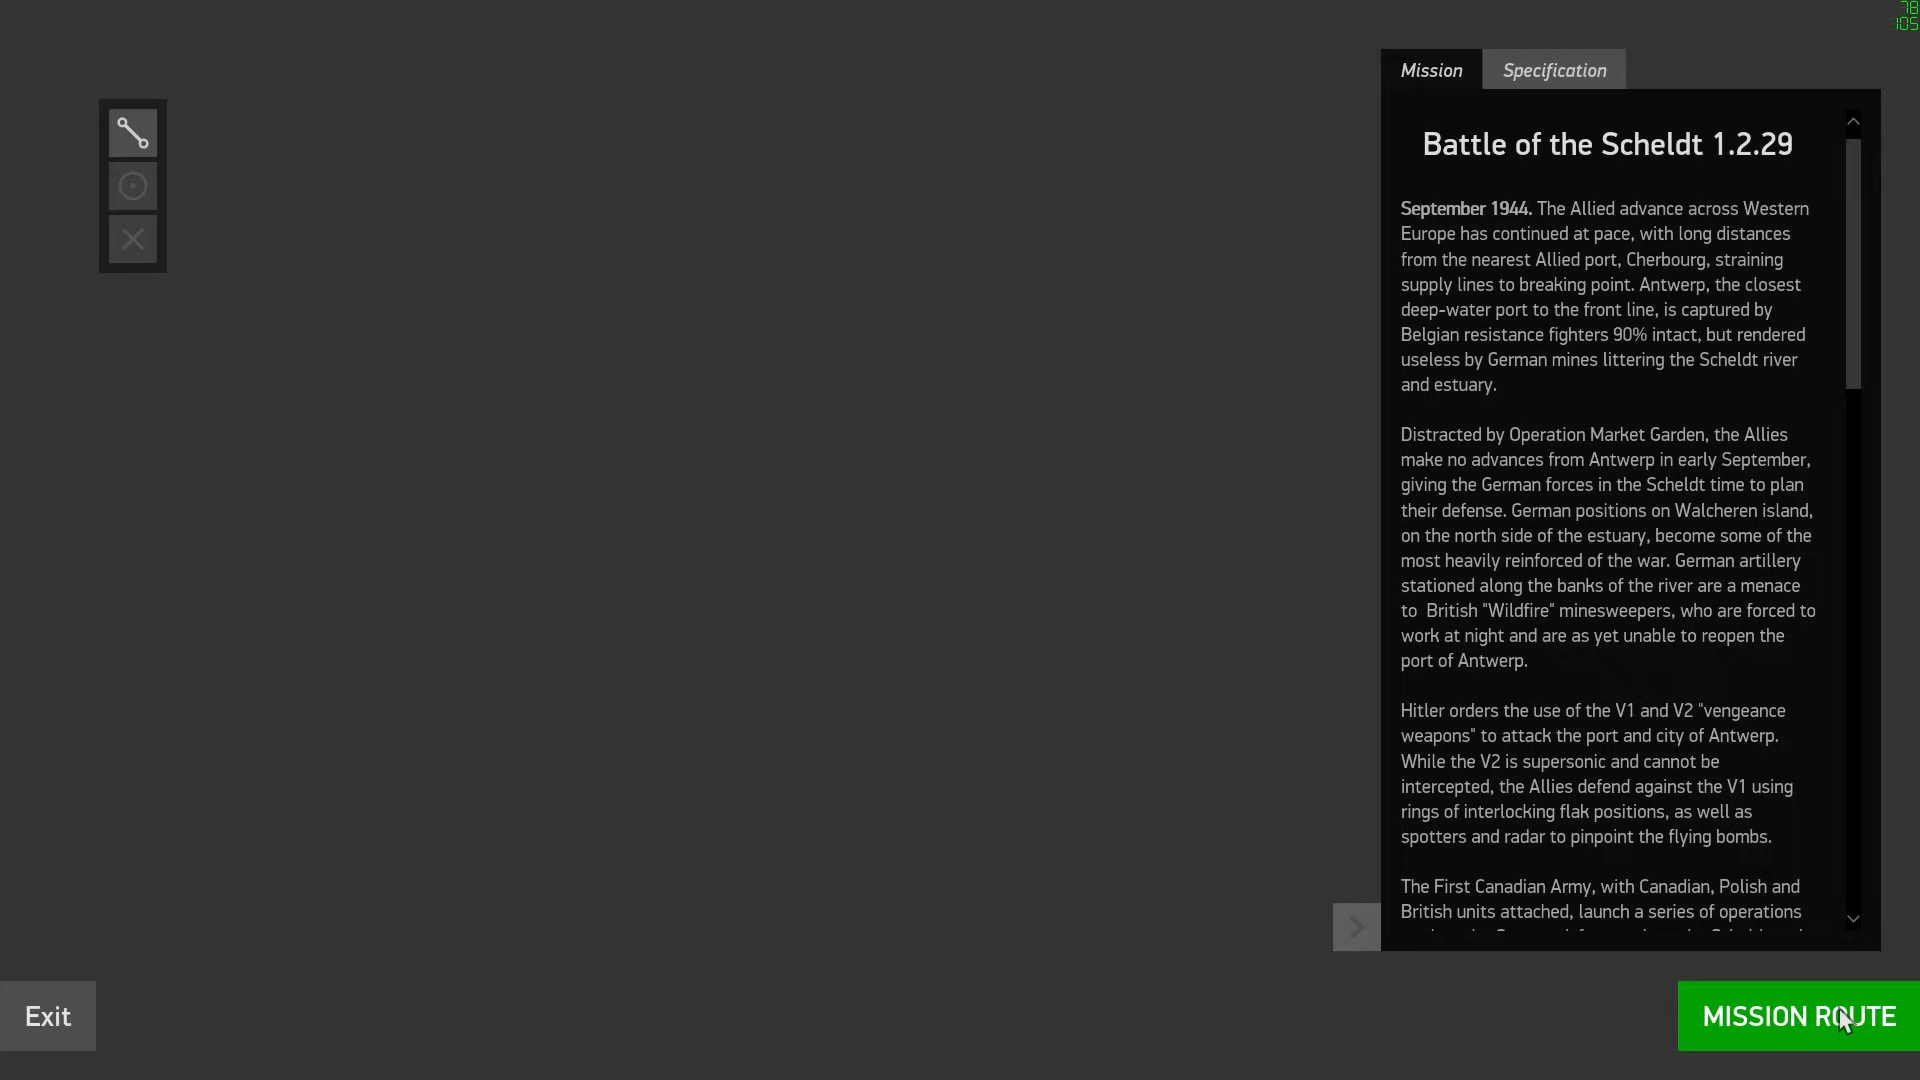 78
105
Mission
Specification
Battle of the Scheldt 1.2.29
September 1944. The Allied advance across Western
Europe has continued at pace, with long distances
from the nearest Allied port, Cherbourg, straining
supply lines to breaking point. Antwerp, the closest
deep-water port to the front line, is captured by
Belgian resistance fighters 90% intact, but rendered
useless by German mines littering the Scheldt river
and estuary.
Distracted by Operation Market Garden, the Allies
make no advances from Antwerp in early September,
giving the German forces in the Scheldt time to plan
their defense. German positions on Walcheren island,
on the north side of the estuary, become some of the
most heavily reinforced of the war. German artillery
stationed along the banks of the river are a menace
to  British "Wildfire" minesweepers, who are forced to
work at night and are as yet unable to reopen the
port of Antwerp.
Hitler orders the use of the V1 and V2 "vengeance
weapons" to attack the port and city of Antwerp.
While the V2 is supersonic and cannot be
intercepted, the Allies defend against the V1 using
rings of interlocking flak positions, as well as
spotters and radar to pinpoint the flying bombs.
The First Canadian Army, with Canadian, Polish and
British units attached, launch a series of operations
Exit
MISSION ROUTE